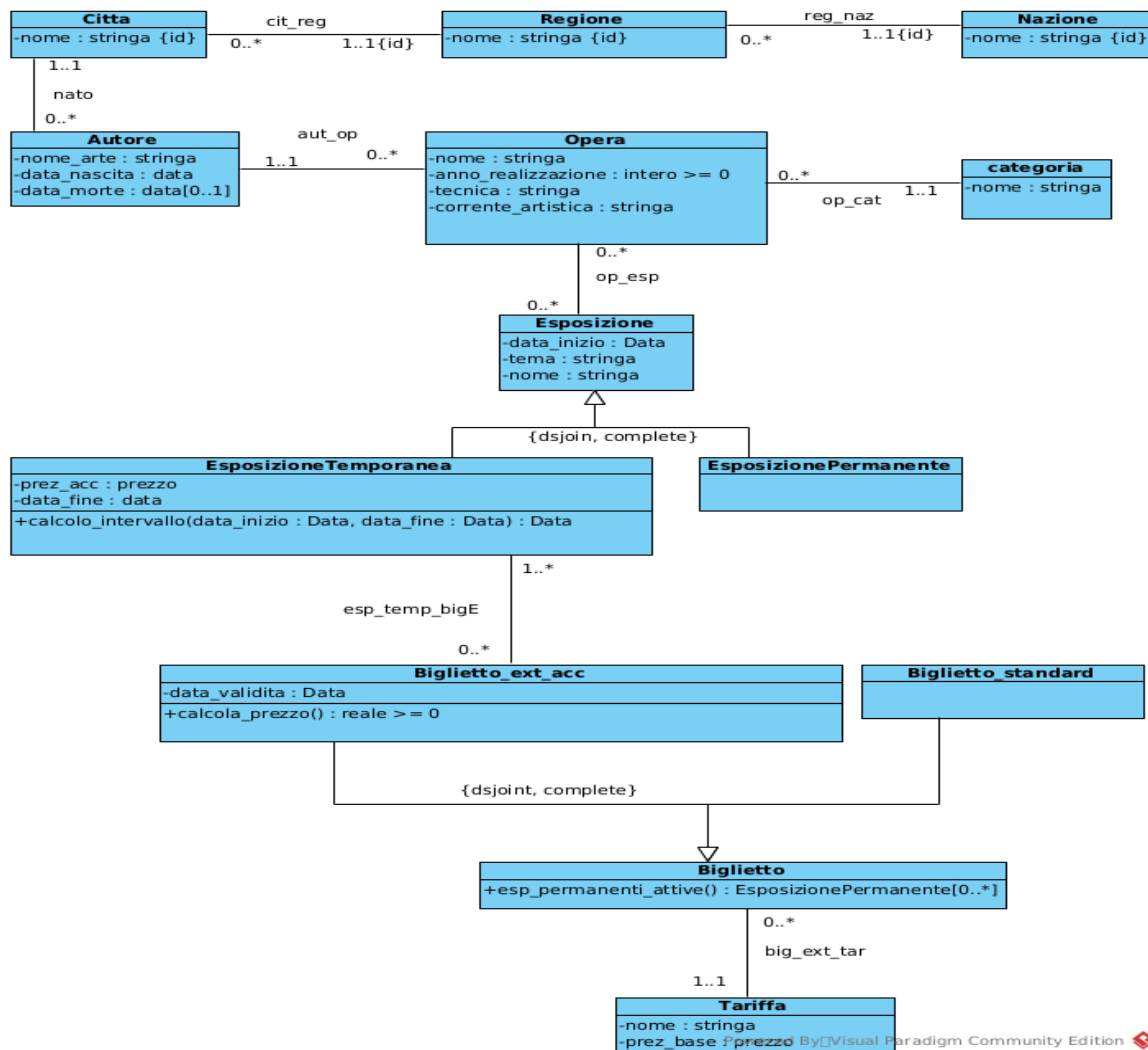 Citta
-nome : stringa {id}
cit_reg
0..*
1..1{id}
Regione
-nome : stringa {id}
reg_naz
0..*
1..1{id}
Nazione
-nome : stringa {id}
1..1
nato
0..*
Autore
-nome_arte : stringa
-data_nascita : data
-data_morte : data[0..1]
aut_op
1..1
0..*
Opera
-nome : stringa
-anno_realizzazione : intero >= 0
-tecnica : stringa
-corrente_artistica : stringa
0..*
1..1
op_cat
categoria
-nome : stringa
0..*
op_esp
0..*
Esposizione
-data_inizio : Data
-tema : stringa
-nome : stringa
{dsjoin, complete}
EsposizioneTemporanea
-prez_acc : prezzo
-data_fine : data
+calcolo_intervallo(data_inizio : Data, data_fine : Data) : Data
EsposizionePermanente
1..*
esp_temp_bigE
0..*
Biglietto_ext_acc
-data_validita : Data
+calcola_prezzo() : reale >= 0
Biglietto_standard
{dsjoint, complete}
Biglietto
+esp_permanenti_attive() : EsposizionePermanente[0..*]
0..*
big_ext_tar
1..1
Tariffa
-nome : stringa
-prez_base : prezzo
Powered By Visual Paradigm Community Edition